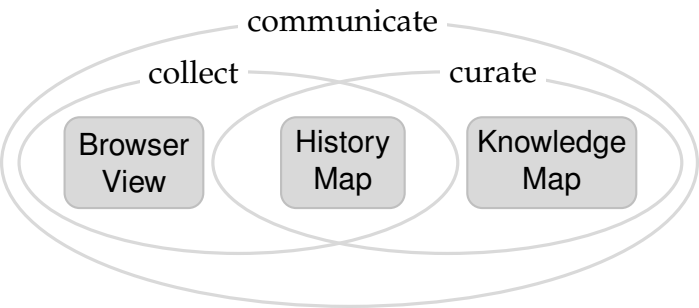 communicate
collect
curate
Browser
View
History
Map
Knowledge
Map